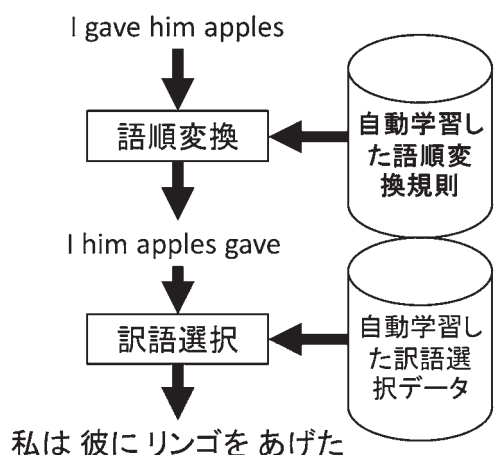 I gave him apples
語順変換
自動学習し
た語順変
換規則
I him apples gave
訳語選択
自動学習し
た訳語選
択データ
私は 彼に リンゴを あげた